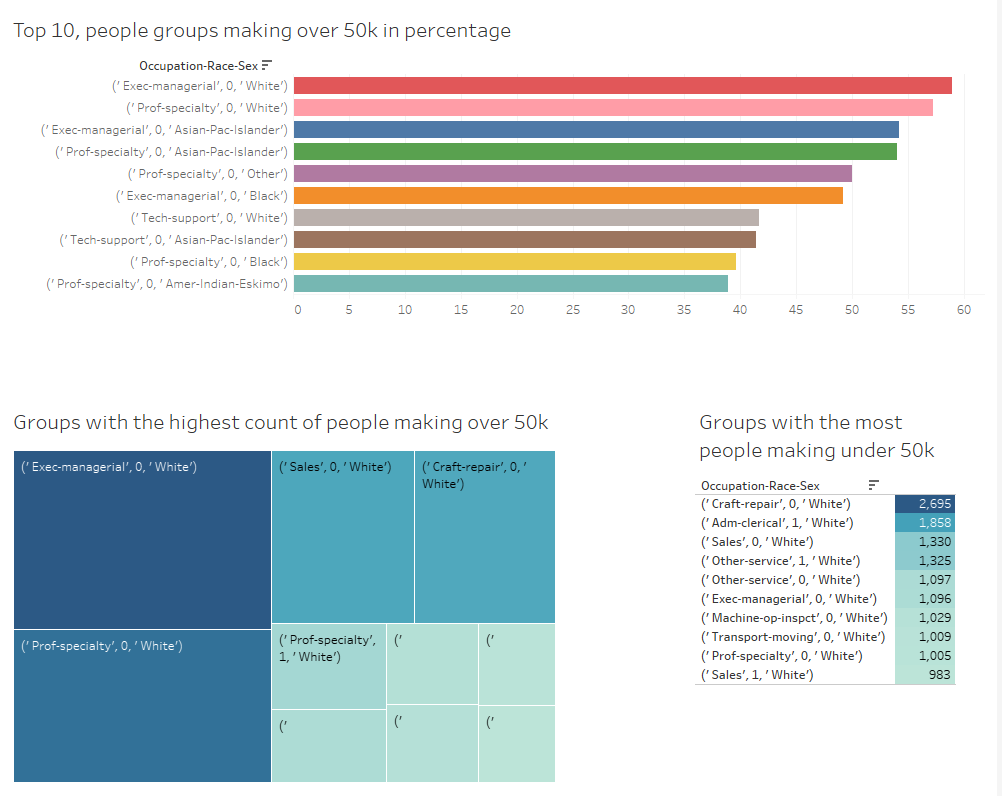 Top 10, people groups making over 50k in percentage
Occupation-Race-Sex
(' Exec-managerial', 0, ' White')
(' Prof-specialty', 0, ' White')
(' Exec-managerial', 0, ' Asian-Pac-Islander')
(' Prof-specialty', 0, ' Asian-Pac-Islander')
(' Prof-specialty', 0, ' Other')
(' Exec-managerial', 0, ' Black')
(' Tech-support', 0, ' White')
(' Tech-support', 0, ' Asian-Pac-Islander')
(' Prof-specialty', 0, ' Black')
(' Prof-specialty', 0, ' Amer-Indian-Eskimo')
0 5 10 15 20 25 30 35 40 45 50 55 60
Groups with the highest count of people making over 50k
(' Exec-managerial', 0, ' White')
(' Prof-specialty', 0, ' White')
(' Sales', 0, ' White')
(' Craft-repair', 0, '
White')
(' Prof-specialty',
1, ' White')
('
('
('
('
('
Groups with the most
people making under 50k
Occupation-Race-Sex
(' Craft-repair', 0, ' White') 2,695
(' Adm-clerical', 1, ' White') 1,858
(' Sales', 0, ' White') 1,330
(' Other-service', 1, ' White') 1,325
(' Other-service', 0, ' White') 1,097
(' Exec-managerial', 0, ' White') 1,096
(' Machine-op-inspct', 0, ' White') 1,029
(' Transport-moving', 0, ' White') 1,009
(' Prof-specialty', 0, ' White') 1,005
(' Sales', 1, ' White') 983